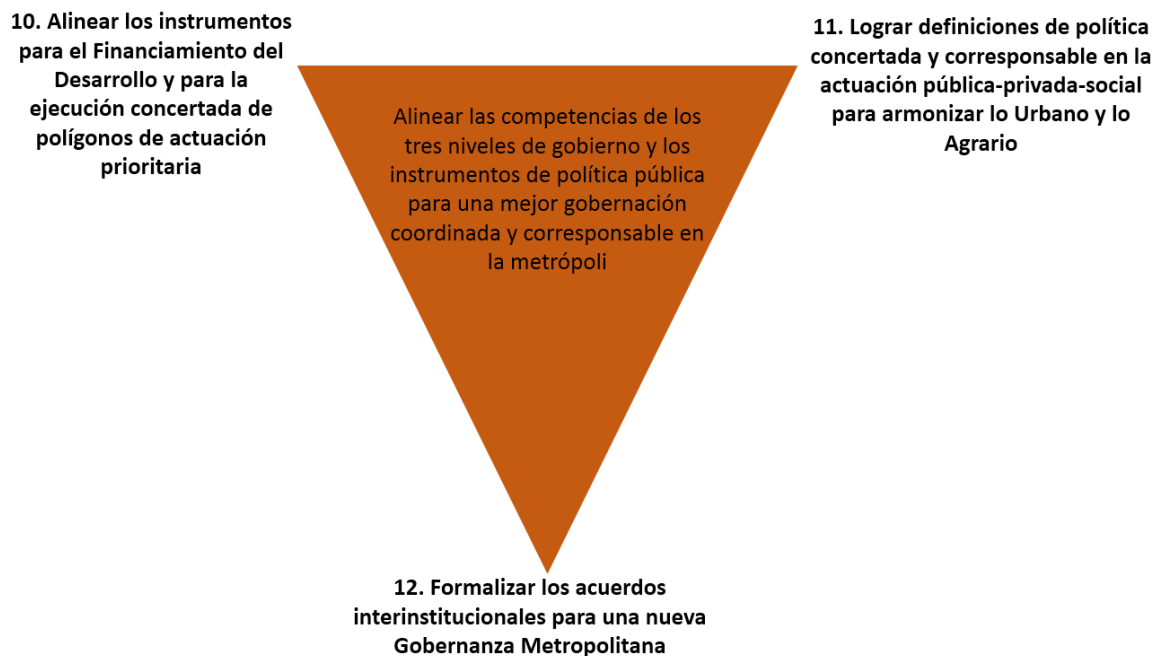 10. Alinear los instrumentos
para el Financiamiento del
Desarrollo y para la
ejecución concertada de
polígonos de actuación
prioritaria
11. Lograr definiciones de política
concertada y corresponsable en la
actuación pública-privada-social
para armonizar lo Urbano y lo
Agrario
Alinear las competencias de los
tres niveles de gobierno y los
instrumentos de política pública
para una mejor gobernación
coordinada y corresponsable en
la metrópoli
12. Formalizar los acuerdos
interinstitucionales para una nueva
Gobernanza Metropolitana